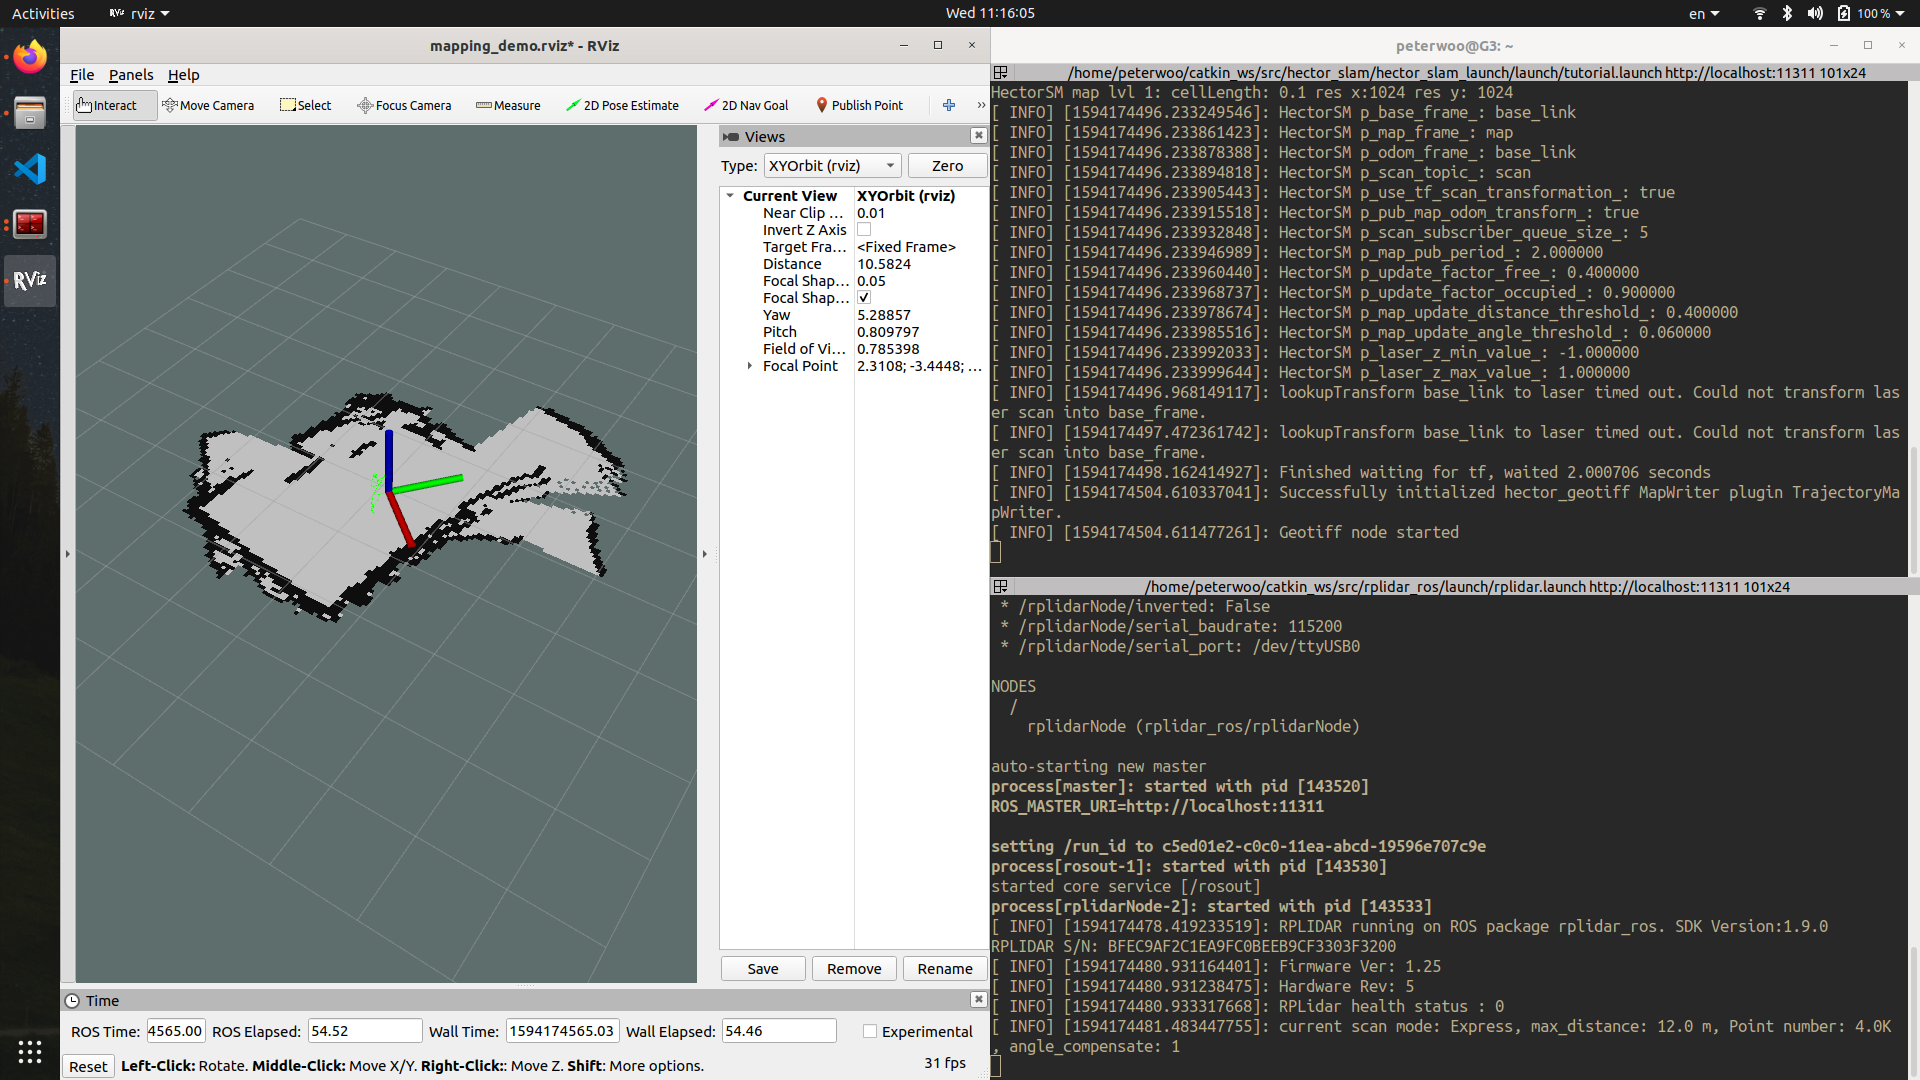 Activities
rviz
Wed 11:16:05
en
100 %
mapping_demo.rviz* - RViz
File Panels Help
Interact Move Camera Select Focus Camera Measure 2D Pose Estimate 2D Nav Goal Publish Point »
Views
Type: XYOrbit (rviz) Zero
Current View XYOrbit (rviz)
Near Clip ... 0.01
Invert Z Axis
Target Fra... <Fixed Frame>
Distance 10.5824
Focal Shap... 0.05
Focal Shap... ✓
Yaw 5.28857
Pitch 0.809797
Field of Vi... 0.785398
Focal Point 2.3108; -3.4448; ...
Save Remove Rename
Time
ROS Time: 4565.00 ROS Elapsed: 54.52 Wall Time: 1594174565.03 Wall Elapsed: 54.46 Experimental
Reset Left-Click: Rotate. Middle-Click: Move X/Y. Right-Click:: Move Z. Shift: More options. 31 fps
RViz
peterwoo@G3: ~
/home/peterwoo/catkin_ws/src/hector_slam/hector_slam_launch/launch/tutorial.launch http://localhost:11311 101x24
HectorSM map lvl 1: cellLength: 0.1 res x:1024 res y: 1024
[ INFO] [1594174496.233249546]: HectorSM p_base_frame_: base_link
[ INFO] [1594174496.233861423]: HectorSM p_map_frame_: map
[ INFO] [1594174496.233878388]: HectorSM p_odom_frame_: base_link
[ INFO] [1594174496.233894818]: HectorSM p_scan_topic_: scan
[ INFO] [1594174496.233905443]: HectorSM p_use_tf_scan_transformation_: true
[ INFO] [1594174496.233915518]: HectorSM p_pub_map_odom_transform_: true
[ INFO] [1594174496.233932848]: HectorSM p_scan_subscriber_queue_size_: 5
[ INFO] [1594174496.233946989]: HectorSM p_map_pub_period_: 2.000000
[ INFO] [1594174496.233960440]: HectorSM p_update_factor_free_: 0.400000
[ INFO] [1594174496.233968737]: HectorSM p_update_factor_occupied_: 0.900000
[ INFO] [1594174496.233978674]: HectorSM p_map_update_distance_threshold_: 0.400000
[ INFO] [1594174496.233985516]: HectorSM p_map_update_angle_threshold_: 0.060000
[ INFO] [1594174496.233992033]: HectorSM p_laser_z_min_value_: -1.000000
[ INFO] [1594174496.233999644]: HectorSM p_laser_z_max_value_: 1.000000
[ INFO] [1594174496.968149117]: lookupTransform base_link to laser timed out. Could not transform las
er scan into base_frame.
[ INFO] [1594174497.472361742]: lookupTransform base_link to laser timed out. Could not transform las
er scan into base_frame.
[ INFO] [1594174498.162414927]: Finished waiting for tf, waited 2.000706 seconds
[ INFO] [1594174504.610337041]: Successfully initialized hector_geotiff MapWriter plugin TrajectoryMa
pWriter.
[ INFO] [1594174504.611477261]: Geotiff node started
/home/peterwoo/catkin_ws/src/rplidar_ros/launch/rplidar.launch http://localhost:11311 101x24
* /rplidarNode/inverted: False
* /rplidarNode/serial_baudrate: 115200
* /rplidarNode/serial_port: /dev/ttyUSB0
NODES
/
rplidarNode (rplidar_ros/rplidarNode)
auto-starting new master
process[master]: started with pid [143520]
ROS_MASTER_URI=http://localhost:11311
setting /run_id to c5ed01e2-c0c0-11ea-abcd-19596e707c9e
process[rosout-1]: started with pid [143530]
started core service [/rosout]
process[rplidarNode-2]: started with pid [143533]
[ INFO] [1594174478.419233519]: RPLIDAR running on ROS package rplidar_ros. SDK Version:1.9.0
RPLIDAR S/N: BFEC9AF2C1EA9FC0BEEB9CF3303F3200
[ INFO] [1594174480.931164401]: Firmware Ver: 1.25
[ INFO] [1594174480.931238475]: Hardware Rev: 5
[ INFO] [1594174480.933317668]: RPLidar health status : 0
[ INFO] [1594174481.483447755]: current scan mode: Express, max_distance: 12.0 m, Point number: 4.0K
, angle_compensate: 1